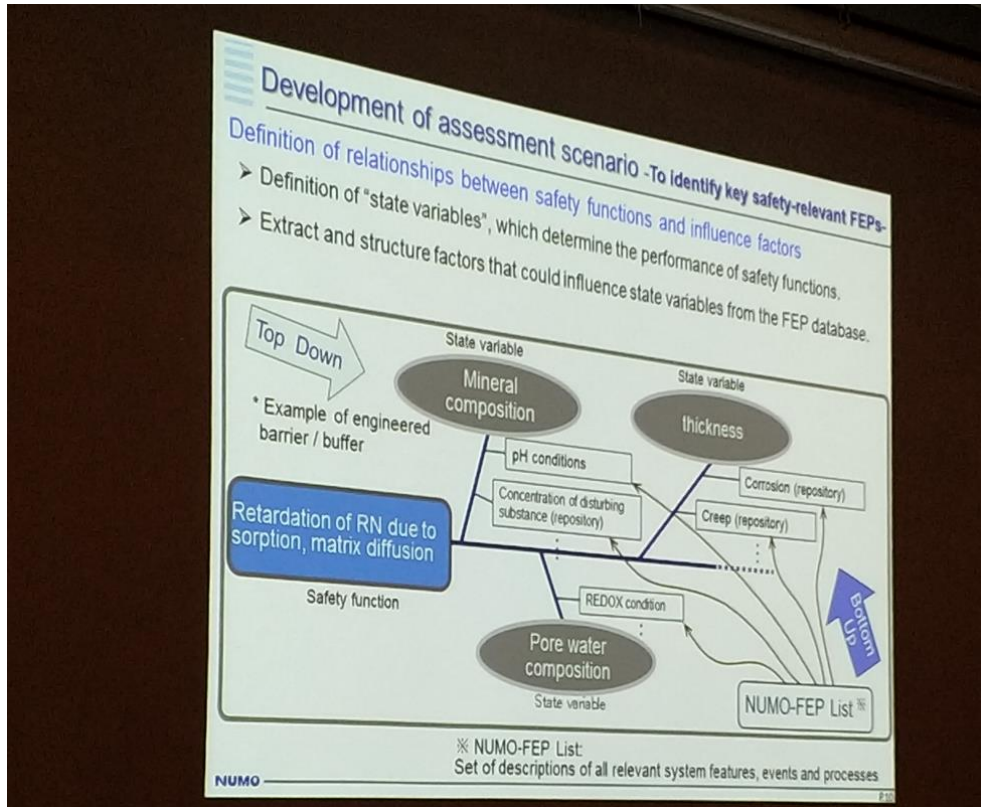 Development of assessment scenario -To identify key safety-relevant FEPs-
Definition of relationships between safety functions and influence factors
➢ Definition of "state variables", which determine the performance of safety functions.
➢ Extract and structure factors that could influence state variables from the FEP database.
Top Down
* Example of engineered
barrier / buffer
State variable
Mineral
composition
State variable
thickness
pH conditions
Concentration of disturbing
substance (repository)
Corrosion (repository)
Creep (repository)
Retardation of RN due to
sorption, matrix diffusion
Safety function
REDOX condition
Pore water
composition
State variable
Bottom
Up
NUMO-FEP List ※
※ NUMO-FEP List:
Set of descriptions of all relevant system features, events and processes
NUMO
P.10